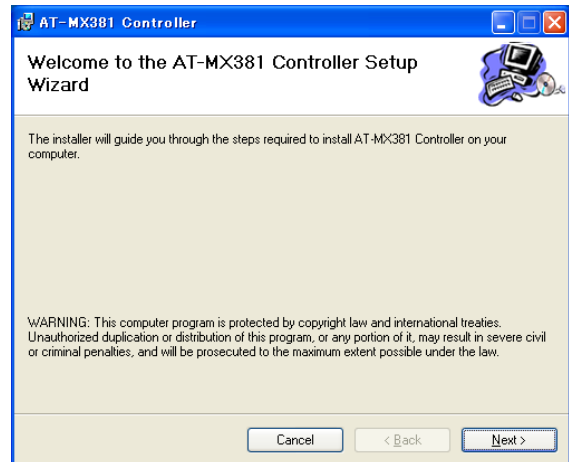 AT-MX381 Controller
Welcome to the AT-MX381 Controller Setup
Wizard
The installer will guide you through the steps required to install AT-MX381 Controller on your
computer.
WARNING: This computer program is protected by copyright law and international treaties.
Unauthorized duplication or distribution of this program, or any portion of it, may result in severe civil
or criminal penalties, and will be prosecuted to the maximum extent possible under the law.
Cancel < Back Next >